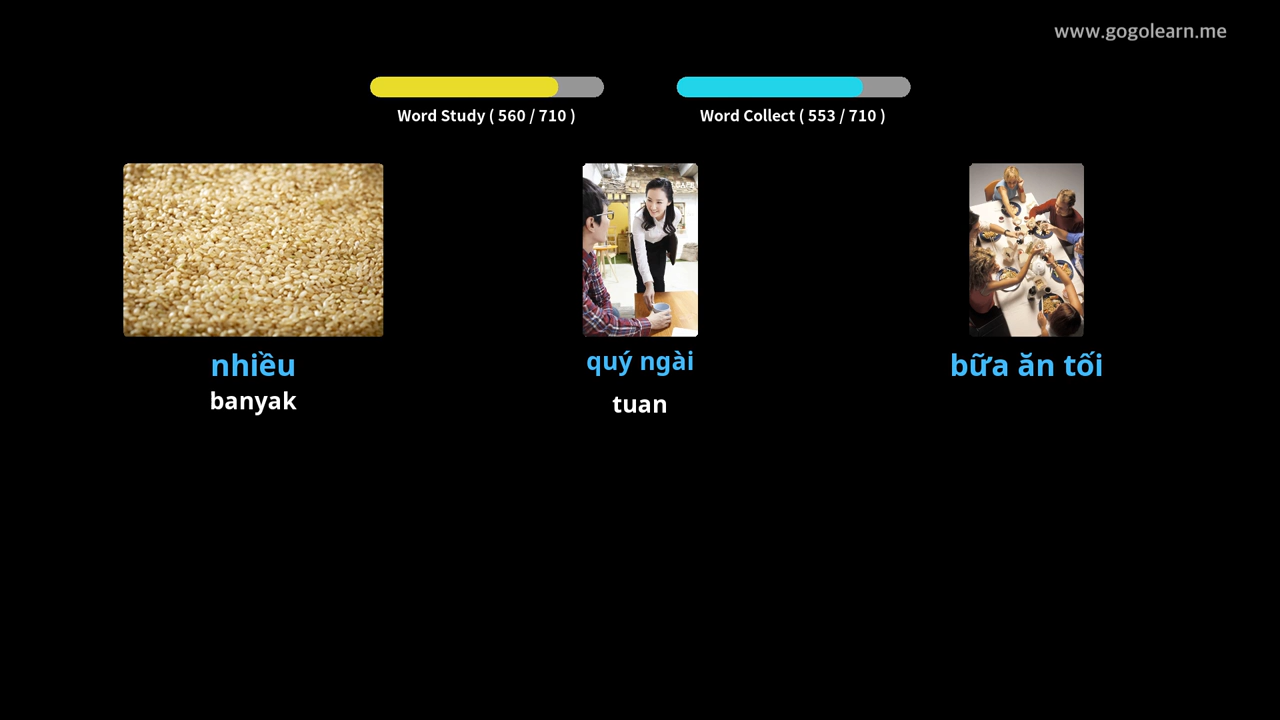 www.gogolearn.me
Word Study ( 560 / 710 )
Word Collect ( 553 / 710 )
nhiều
banyak
quý ngài
tuan
bữa ăn tối